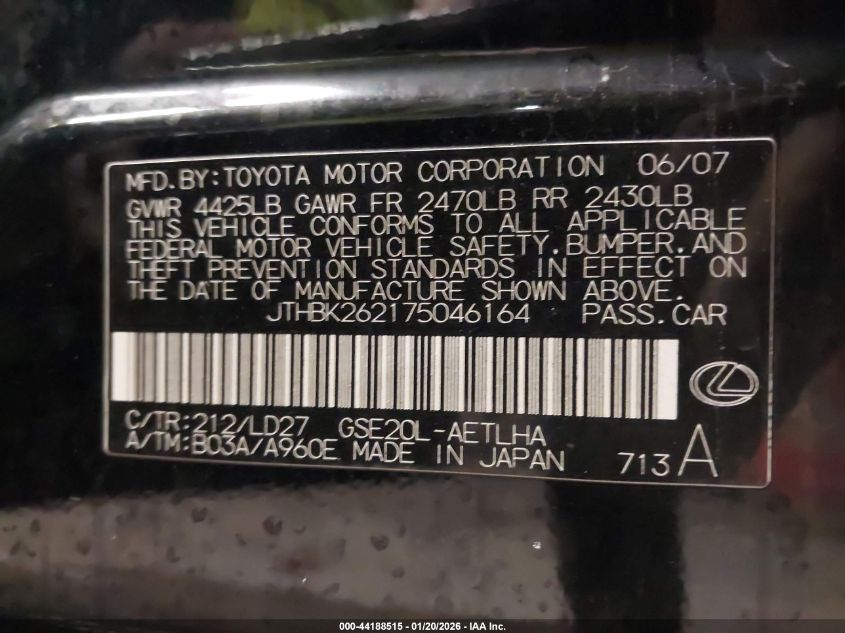 MFD.BY:TOYOTA MOTOR CORPORATION 06/07
GVWR 4425LB GAWR FR 2470LB RR 2430LB
THIS VEHICLE CONFORMS TO ALL APPLICABLE
FEDERAL MOTOR VEHICLE SAFETY.BUMPER.AND
THEFT PREVENTION STANDARDS IN EFFECT ON
THE DATE OF MANUFACTURE SHOWN ABOVE.
JTHBK262175046164 PASS.CAR
C/TR:212/LD27 GSE20L-AETLHA
A/TM:B03A/A960E MADE IN JAPAN 713A
000-44188515 - 01/20/2026 - IAA Inc.